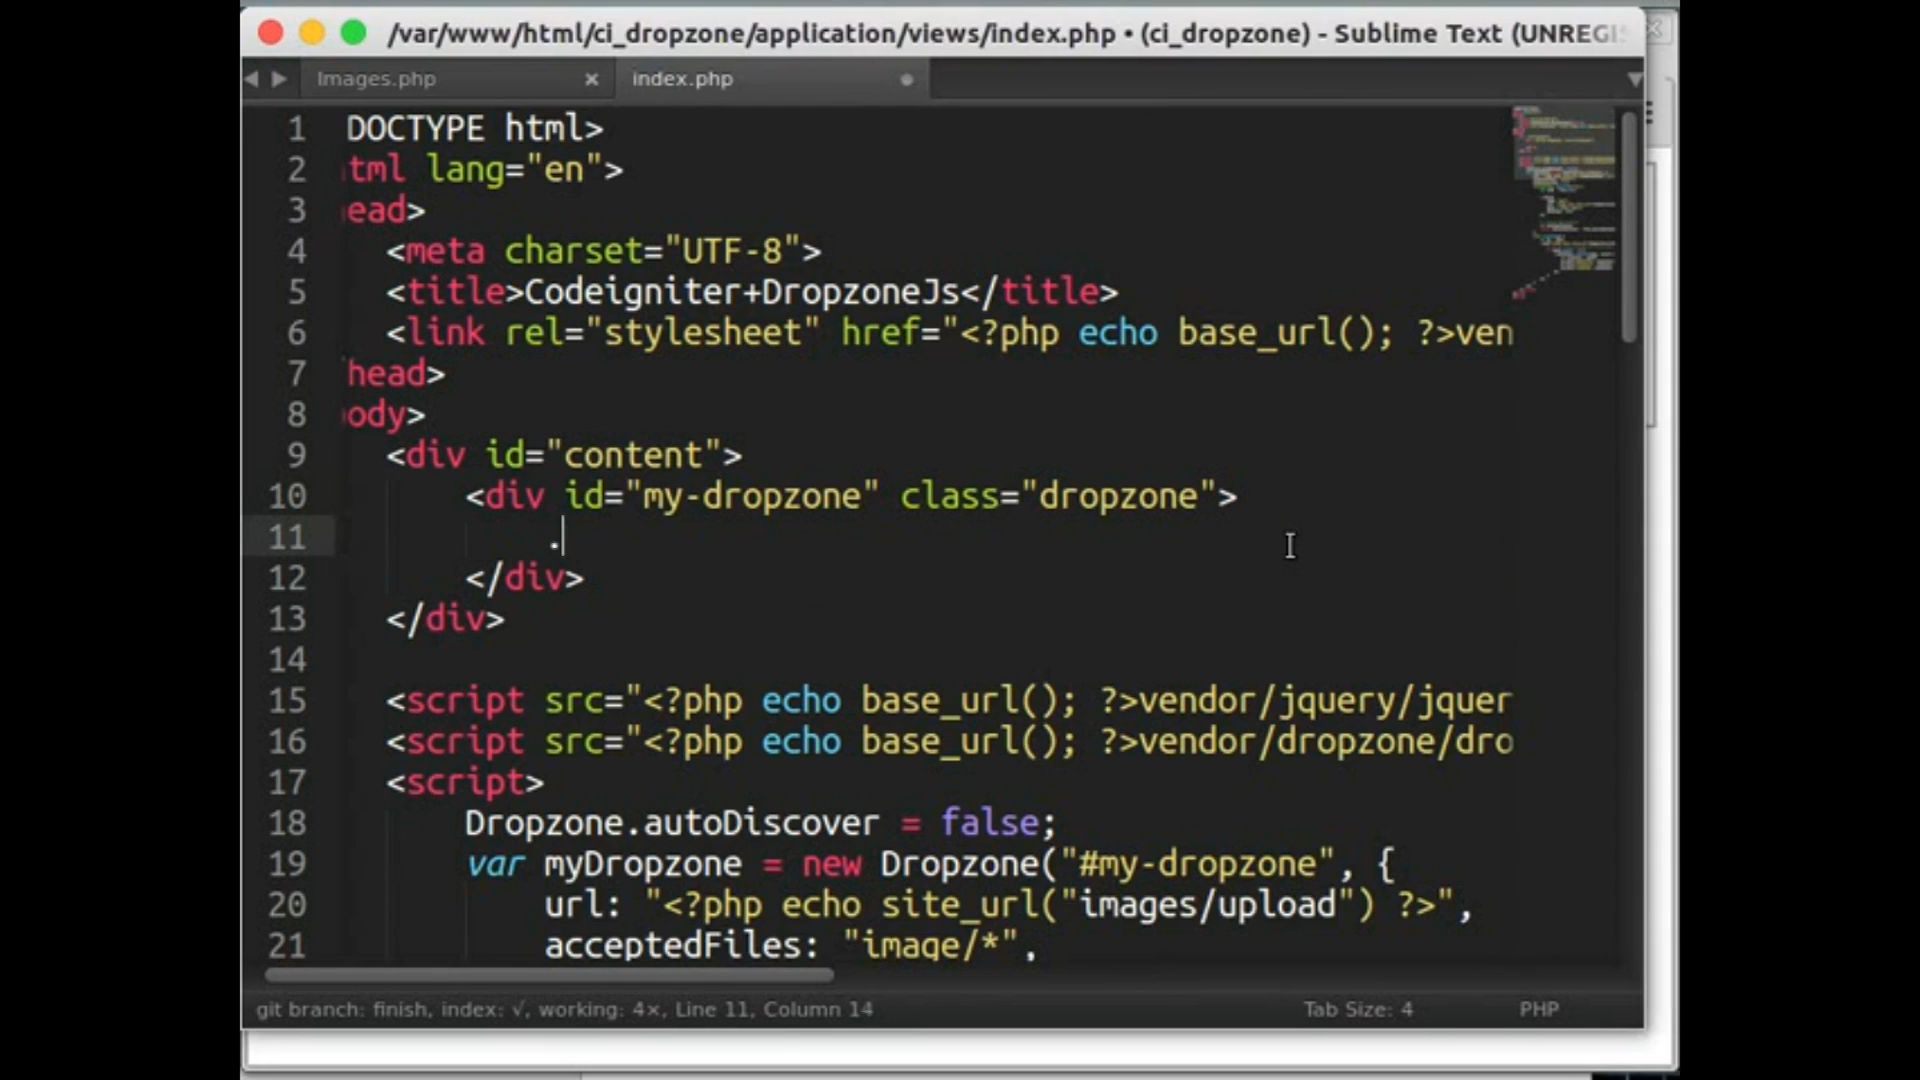 /var/www/html/ci_dropzone/application/views/index.php • (ci_dropzone) - Sublime Text (UNREGI
Images.php
index.php
1 DOCTYPE html>
2 tml lang="en">
3 ead>
4 <meta charset="UTF-8">
5 <title>Codeigniter+DropzoneJs</title>
6 <link rel="stylesheet" href="<?php echo base_url(); ?>ven
7 head>
8 ody>
9 <div id="content">
10 <div id="my-dropzone" class="dropzone">
11 .
12 </div>
13 </div>
14
15 <script src="<?php echo base_url(); ?>vendor/jquery/jquer
16 <script src="<?php echo base_url(); ?>vendor/dropzone/dro
17 <script>
18 Dropzone.autoDiscover = false;
19 var myDropzone = new Dropzone("#my-dropzone", {
20 url: "<?php echo site_url("images/upload") ?>",
21 acceptedFiles: "image/*",
git branch: finish, index: √, working: 4×, Line 11, Column 14
Tab Size: 4
PHP